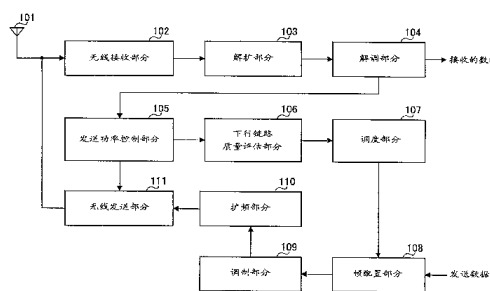 101
102
无线接收部分
103
解扩部分
104
解调部分
接收的数
105
发送功率控制部分
106
下行链路
质量评估部分
107
调度部分
111
无线发送部分
110
扩频部分
109
调制部分
108
帧配置部分
发送数据